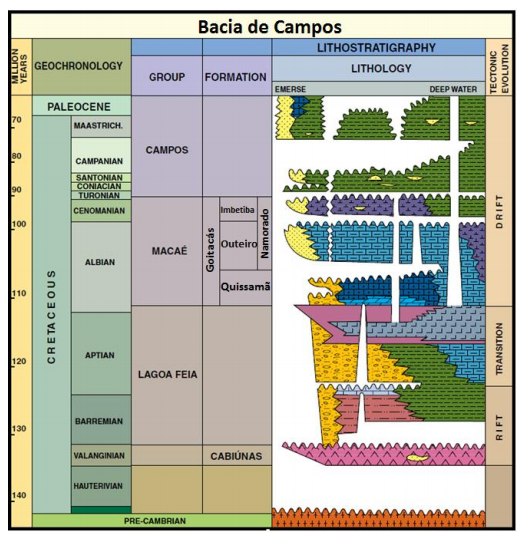 Bacia de Campos
MILLION YEARS
GEOCHRONOLOGY
LITHOSTRATIGRAPHY
TECTONIC EVOLUTION
GROUP
FORMATION
LITHOLOGY
EMERSE
DEEP WATER
PALEOCENE
70
MAASTRICH.
80
CAMPANIAN
SANTONIAN
90
CONIACIAN
TURONIAN
CENOMANIAN
100
ALBIAN
110
CRETACEOUS
APTIAN
120
BARREMIAN
130
VALANGINIAN
HAUTERIVIAN
140
PRE-CAMBRIAN
CAMPOS
MACAÉ
Goitacás
Imbetiba
Outeiro
Namorado
Quissamã
LAGOA FEIA
CABIÚNAS
DRIFT
TRANSITION
RIFT